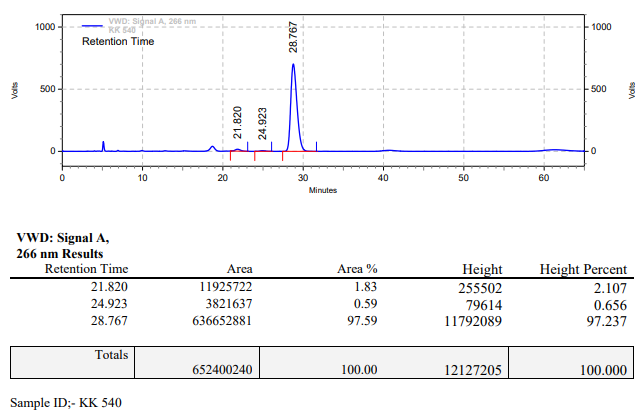 VWD: Signal A, 266 nm
KK 540
Retention Time
1000
500
0
Volts
21.820
24.923
28.767
1000
500
0
Volts
0 10 20 30 40 50 60
Minutes
VWD: Signal A,
266 nm Results
Retention Time Area Area % Height Height Percent
21.820 11925722 1.83 255502 2.107
24.923 3821637 0.59 79614 0.656
28.767 636652881 97.59 11792089 97.237
Totals
652400240 100.00 12127205 100.000
Sample ID;- KK 540